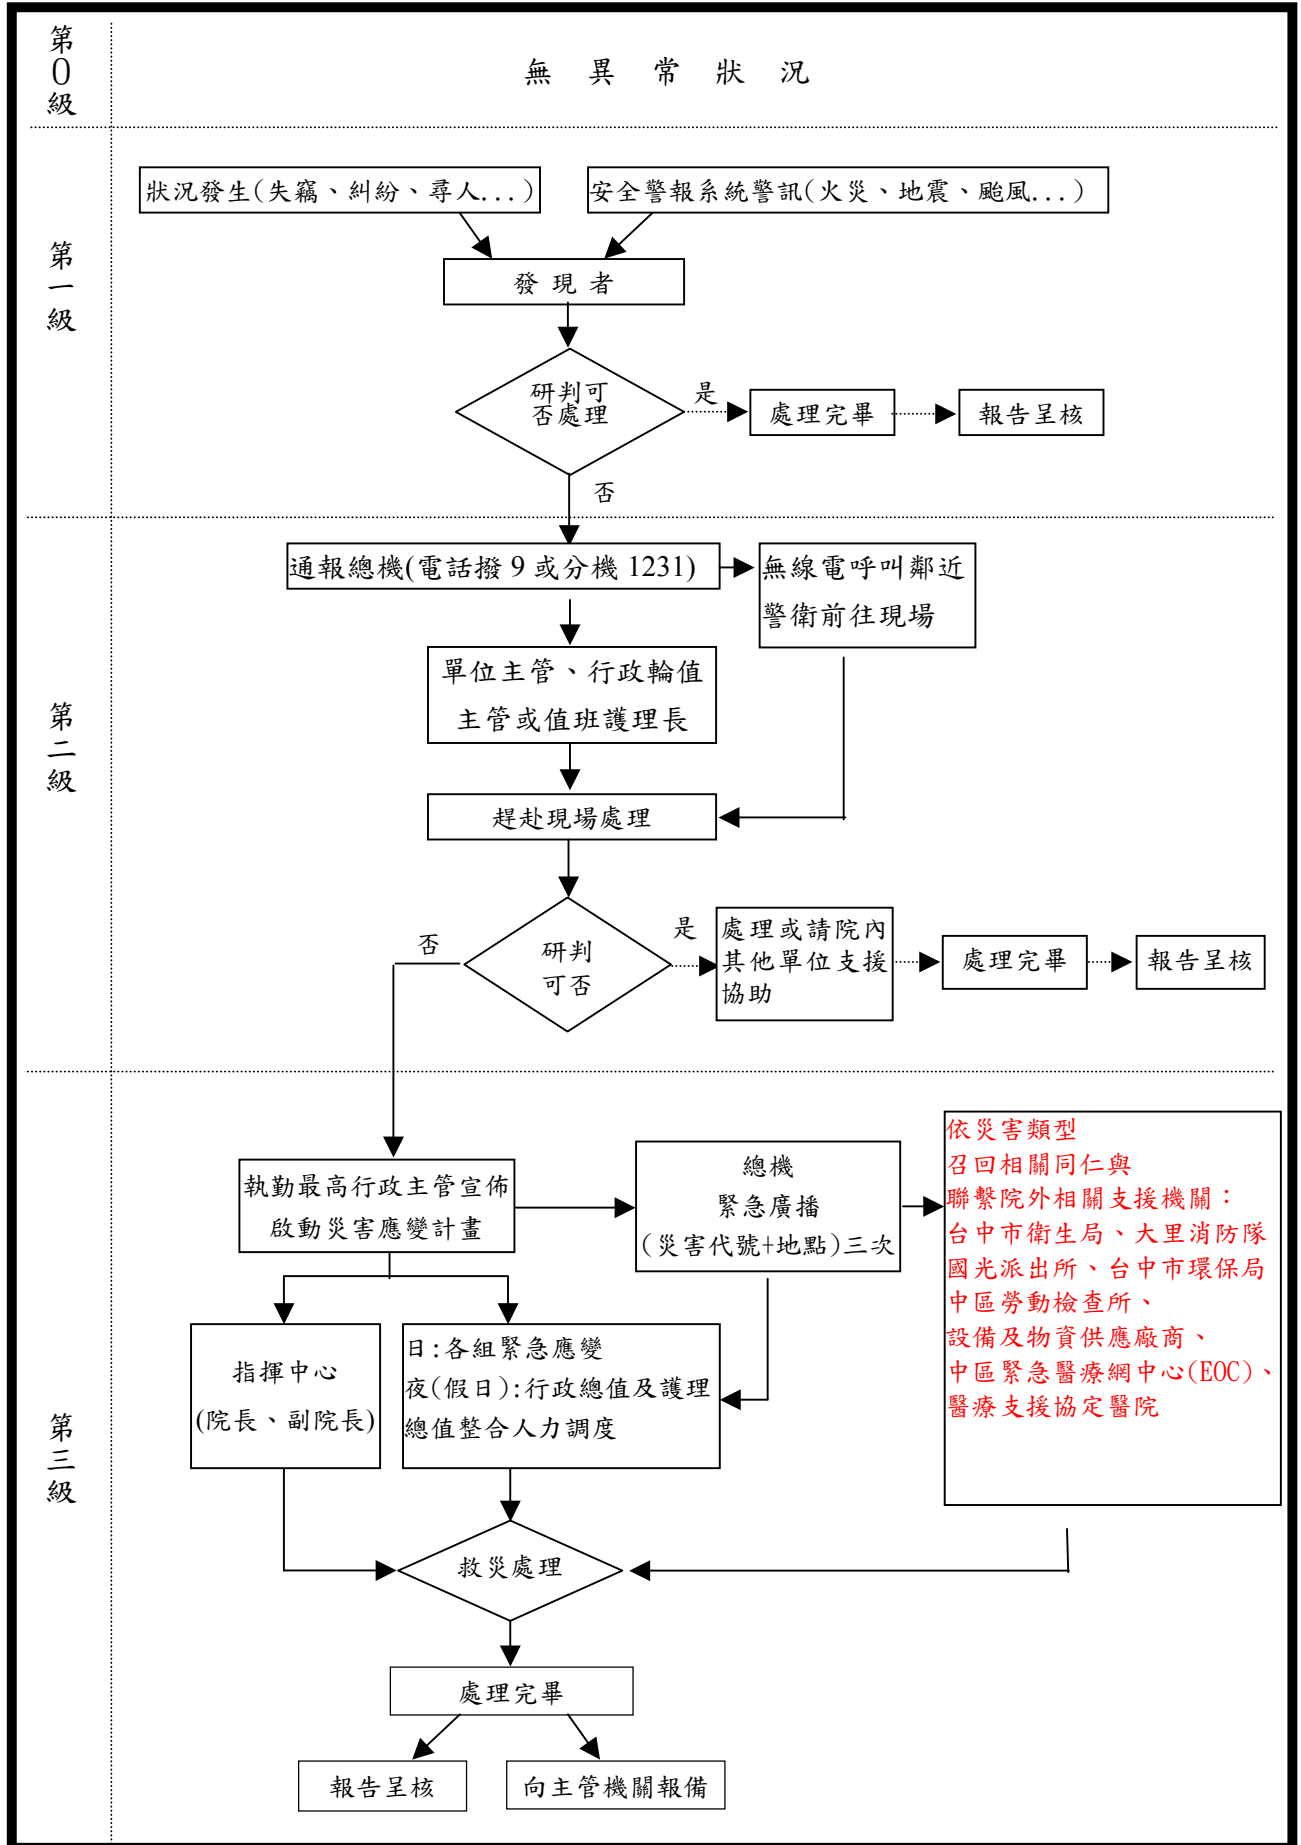 第
0
級
無異常狀況
第
一
級
狀況發生(失竊、糾紛、尋人...)
安全警報系統警訊(火災、地震、颱風...)
發現者
研判可
否處理
是
處理完畢
報告呈核
否
第
二
級
通報總機(電話撥 9 或分機 1231)
無線電呼叫鄰近
警衛前往現場
單位主管、行政輪值
主管或值班護理長
趕赴現場處理
否
研判
可否
是
處理或請院內
其他單位支援
協助
處理完畢
報告呈核
第
三
級
執勤最高行政主管宣佈
啟動災害應變計畫
總機
緊急廣播
(災害代號+地點)三次
依災害類型
召回相關同仁與
聯繫院外相關支援機關：
台中市衛生局、大里消防隊
國光派出所、台中市環保局
中區勞動檢查所、
設備及物資供應廠商、
中區緊急醫療網中心(EOC)、
醫療支援協定醫院
指揮中心
(院長、副院長)
日:各組緊急應變
夜(假日):行政總值及護理
總值整合人力調度
救災處理
處理完畢
報告呈核
向主管機關報備